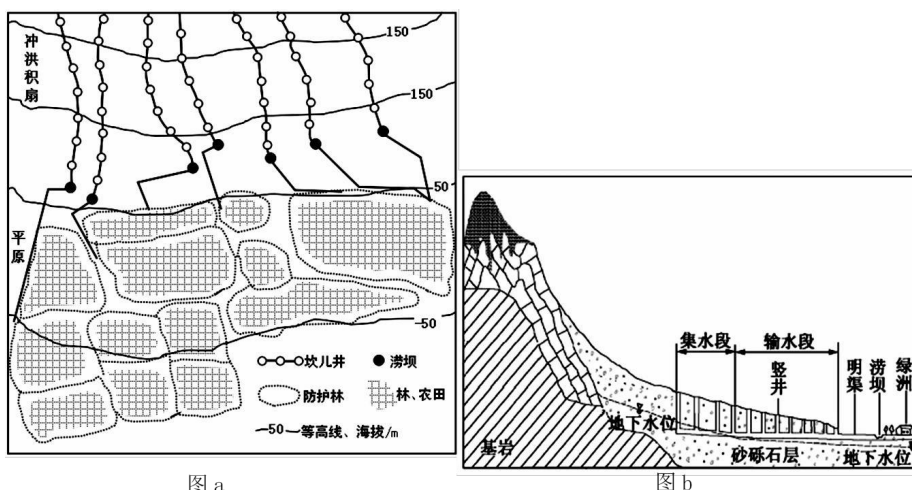 冲洪积扇
150
150
50
平原
-50
坎儿井
涝坝
防护林
林、农田
50 等高线、海拔/m
图 a
集水段
输水段
竖井
明渠
涝坝
绿洲
地下水位
基岩
砂砾石层
地下水位
图 b